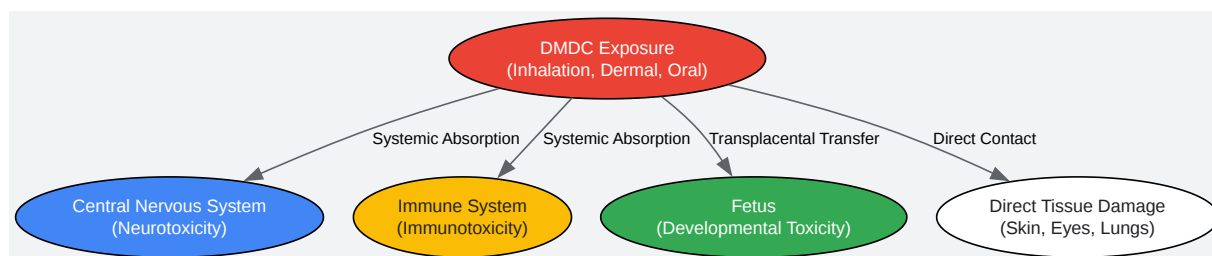 DMDC Exposure
(Inhalation, Dermal, Oral)
Systemic Absorption
Systemic Absorption
Transplacental Transfer
Direct Contact
Central Nervous System
(Neurotoxicity)
Immune System
(Immunotoxicity)
Fetus
(Developmental Toxicity)
Direct Tissue Damage
(Skin, Eyes, Lungs)